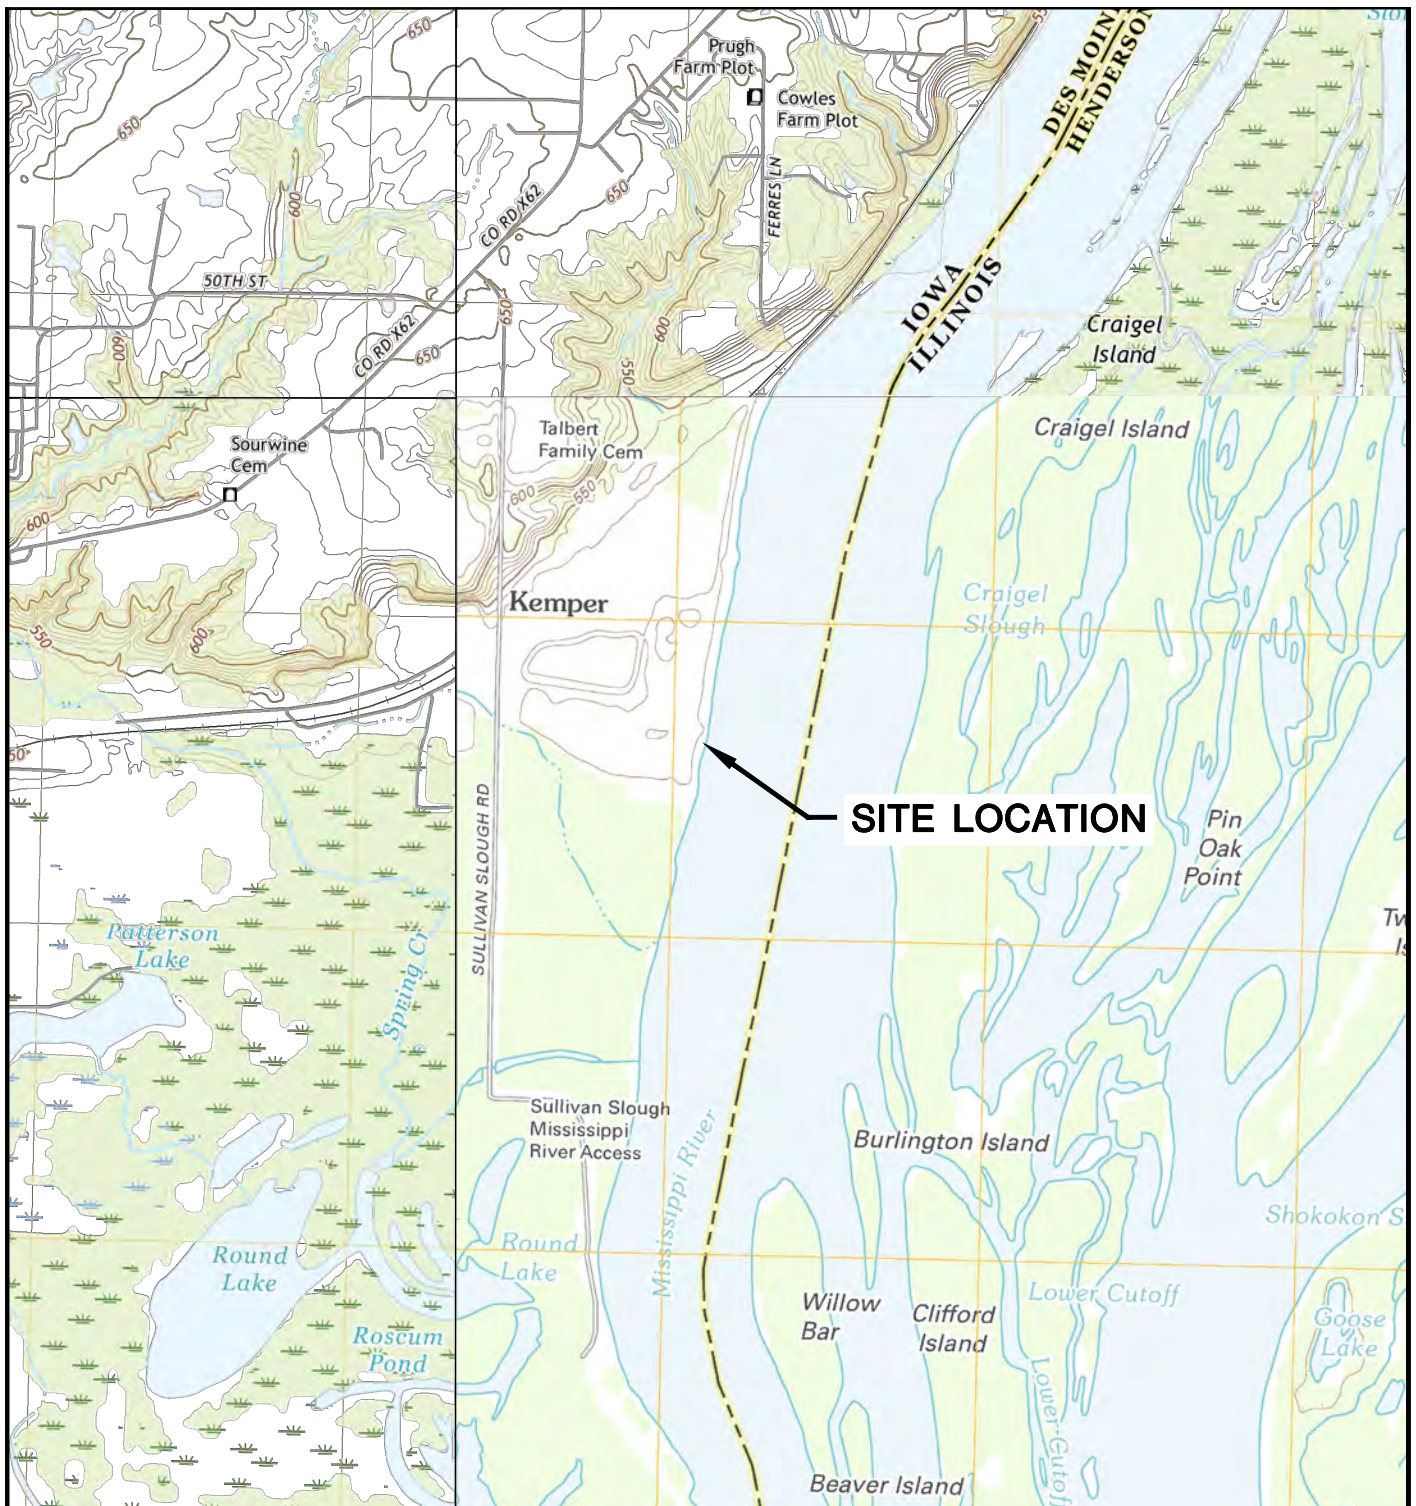 650
Prugh
Farm Plot
Cowles
Farm Plot
DES MOIN
HENDERSON
650
600
650
CO RD X62
FERRES LN
50TH ST
650
600
CO RD X62
650
600
550
IOWA
ILLINOIS
Craigel
Island
Talbert
Family Cem
Craigel Island
Sourwine
Cem
600
550
600
Kemper
Craigel
Slough
550
600
50
SITE LOCATION
SULLIVAN SLOUGH RD
Pin
Oak
Point
Patterson
Lake
Spring Cr
Tw
Is
Sullivan Slough
Mississippi
River Access
Mississippi River
Burlington Island
Shokokon S
Round
Lake
Round
Lake
Lower Cutoff
Willow
Bar
Clifford
Island
Goose
Lake
Roscum
Pond
Lower Cutoff
Beaver Island